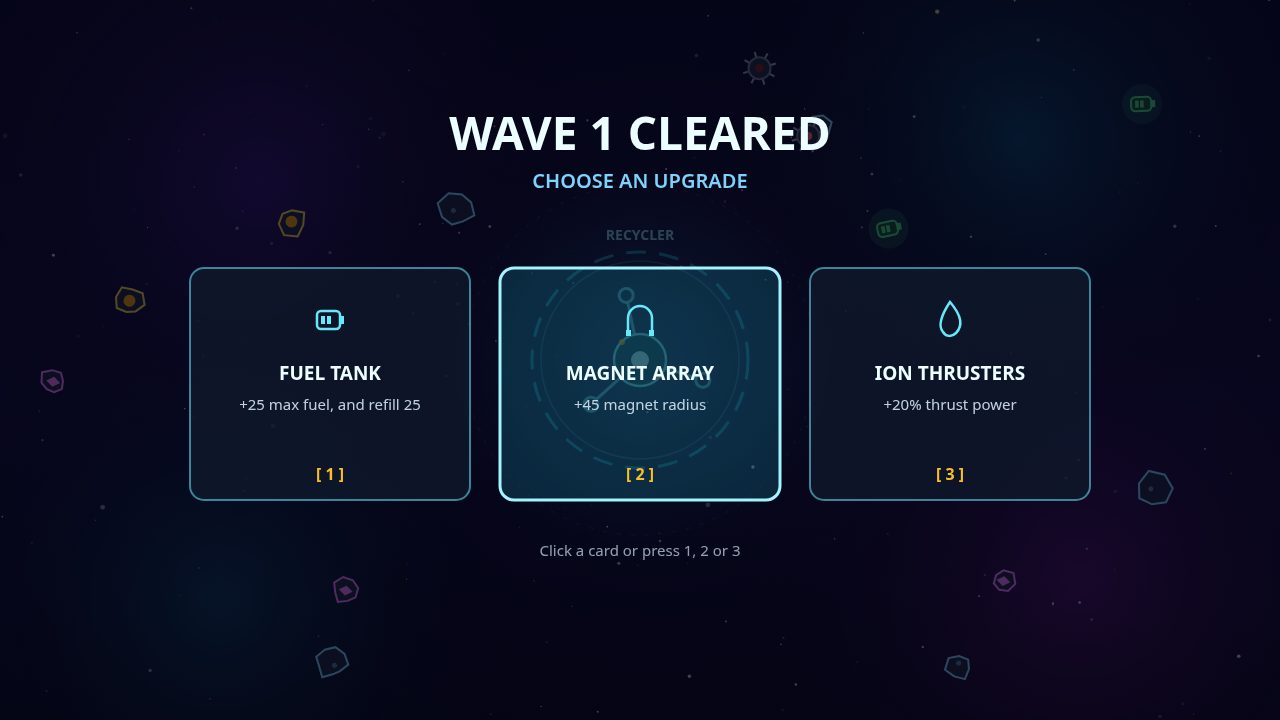 WAVE 1 CLEARED
CHOOSE AN UPGRADE
RECYCLER
FUEL TANK
+25 max fuel, and refill 25
[ 1 ]
MAGNET ARRAY
+45 magnet radius
[ 2 ]
ION THRUSTERS
+20% thrust power
[ 3 ]
Click a card or press 1, 2 or 3